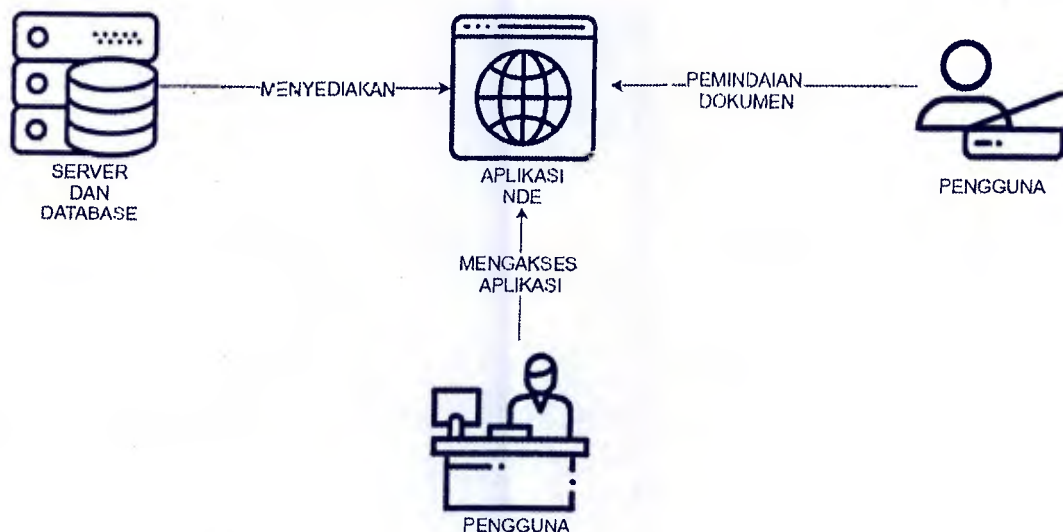 MENYEDIAKAN
PEMINDAIAN
DOKUMEN
SERVER
DAN
DATABASE
APLIKASI
NDE
PENGGUNA
MENGAKSES
APLIKASI
PENGGUNA